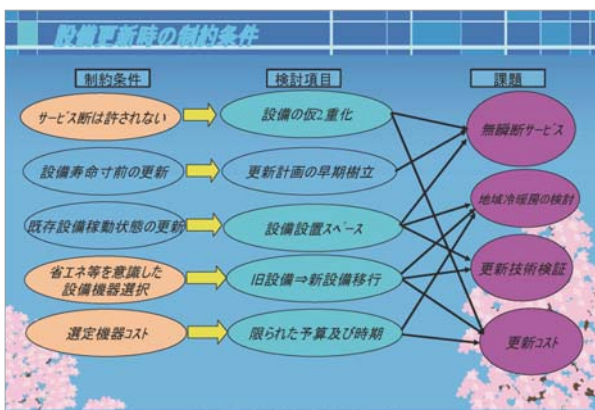 設備更新時の制約条件
制約条件 検討項目 課題
サービス断は許されない 設備の仮2重化 無瞬断サービス
設備寿命寸前の更新 更新計画の早期樹立
地域冷暖房の検討
既存設備稼動状態の更新 設備設置スペース
省エネ等を意識した
設備機器選択
旧設備⇒新設備移行 更新技術検証
選定機器コスト 限られた予算及び時期 更新コスト